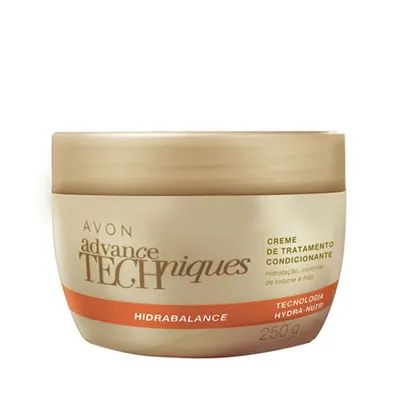 AVON
advance
TECHniques
CREME
DE TRATAMENTO
CONDICIONANTE
Hidratação, controle
de volume e frizz
HIDRABALANCE
TECNOLOGIA
HYDRA-NUTRI
250 g